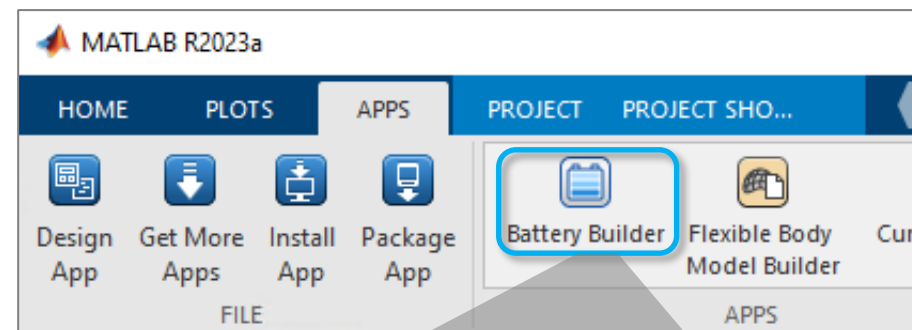 MATLAB R2023a
HOME PLOTS APPS PROJECT PROJECT SHO...
Design App
Get More Apps
Install App
Package App
Battery Builder
Flexible Body Model Builder
Cur
FILE
APPS